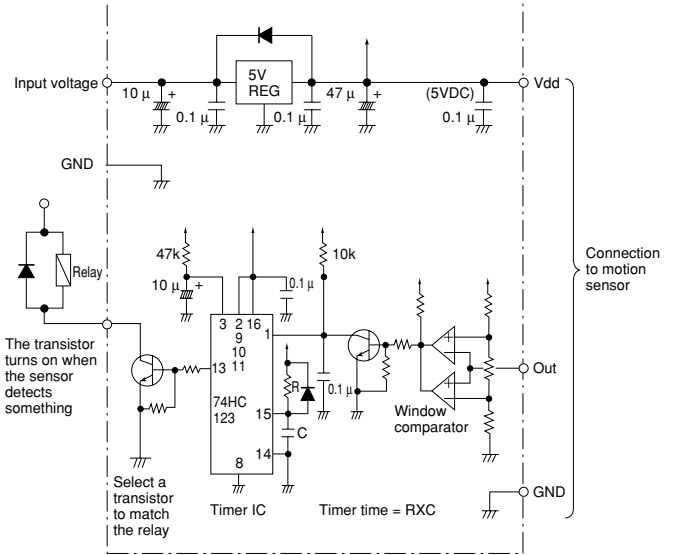 Input voltage
10 µ
+
0.1 µ
5V
REG
0.1 µ
47 µ
+
(5VDC)
0.1 µ
Vdd
GND
Relay
47k
10 µ
+
0.1 µ
10k
Connection
to motion
sensor
3
2
16
9
10
11
1
13
74HC
123
15
14
8
R
C
0.1 µ
+
-
+
-
Window
comparator
Out
The transistor
turns on when
the sensor
detects
something
Select a
transistor
to match
the relay
Timer IC
Timer time = RXC
GND